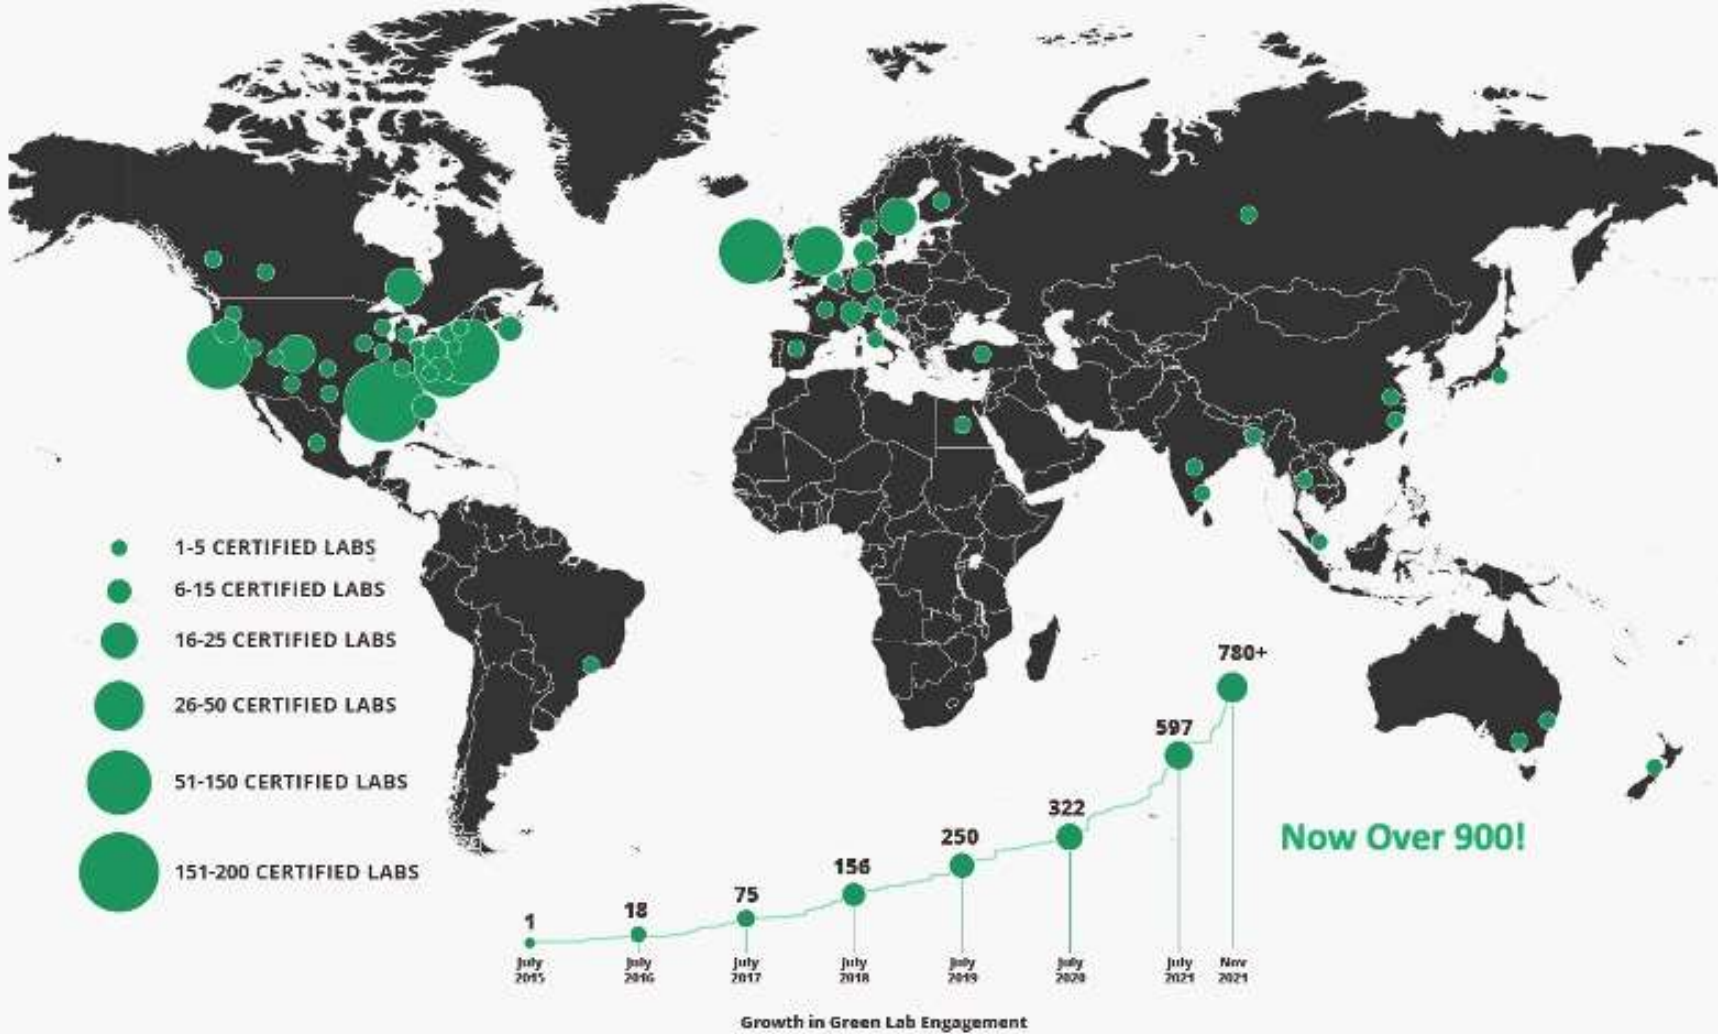 1-5 CERTIFIED LABS
6-15 CERTIFIED LABS
16-25 CERTIFIED LABS
26-50 CERTIFIED LABS
51-150 CERTIFIED LABS
151-200 CERTIFIED LABS
1
18
75
156
250
322
597
780+
Now Over 900!
July
2015
July
2016
July
2017
July
2018
July
2019
July
2020
July
2021
Nov
2021
Growth in Green Lab Engagement